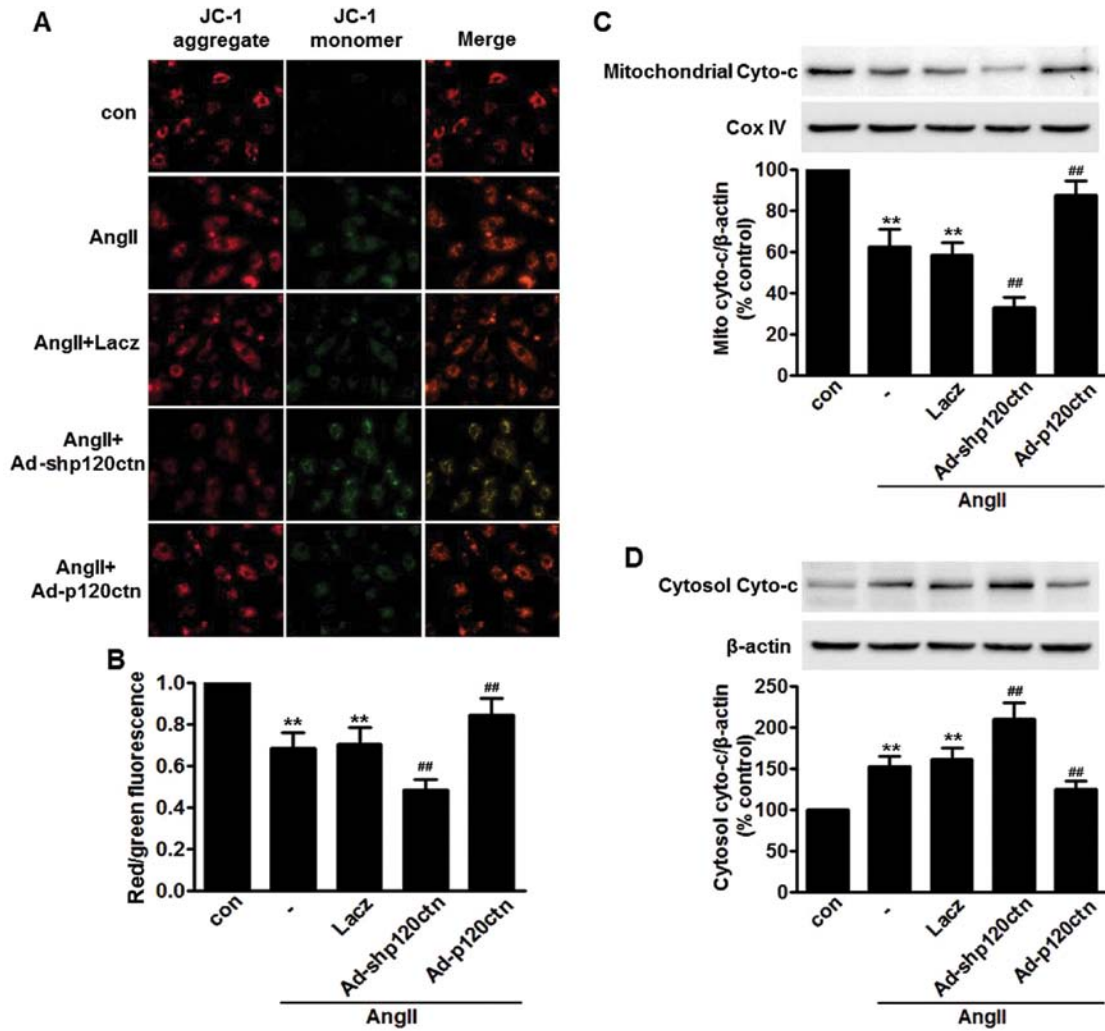 A
JC-1
aggregate
JC-1
monomer
Merge
con
AngII
AngII+Lacz
AngII+
Ad-shp120ctn
AngII+
Ad-p120ctn
B
Red/green fluorescence
1.0
0.8
0.6
0.4
0.2
0.0
**
**
##
##
con
-
Lacz
Ad-shp120ctn
Ad-p120ctn
AngII
C
Mitochondrial Cyto-c
Cox IV
Mito cyto-c/β-actin
(% control)
100
80
60
40
20
0
**
**
##
##
con
-
Lacz
Ad-shp120ctn
Ad-p120ctn
AngII
D
Cytosol Cyto-c
β-actin
Cytosol cyto-c/β-actin
(% control)
250
200
150
100
50
0
**
**
##
##
con
-
Lacz
Ad-shp120ctn
Ad-p120ctn
AngII